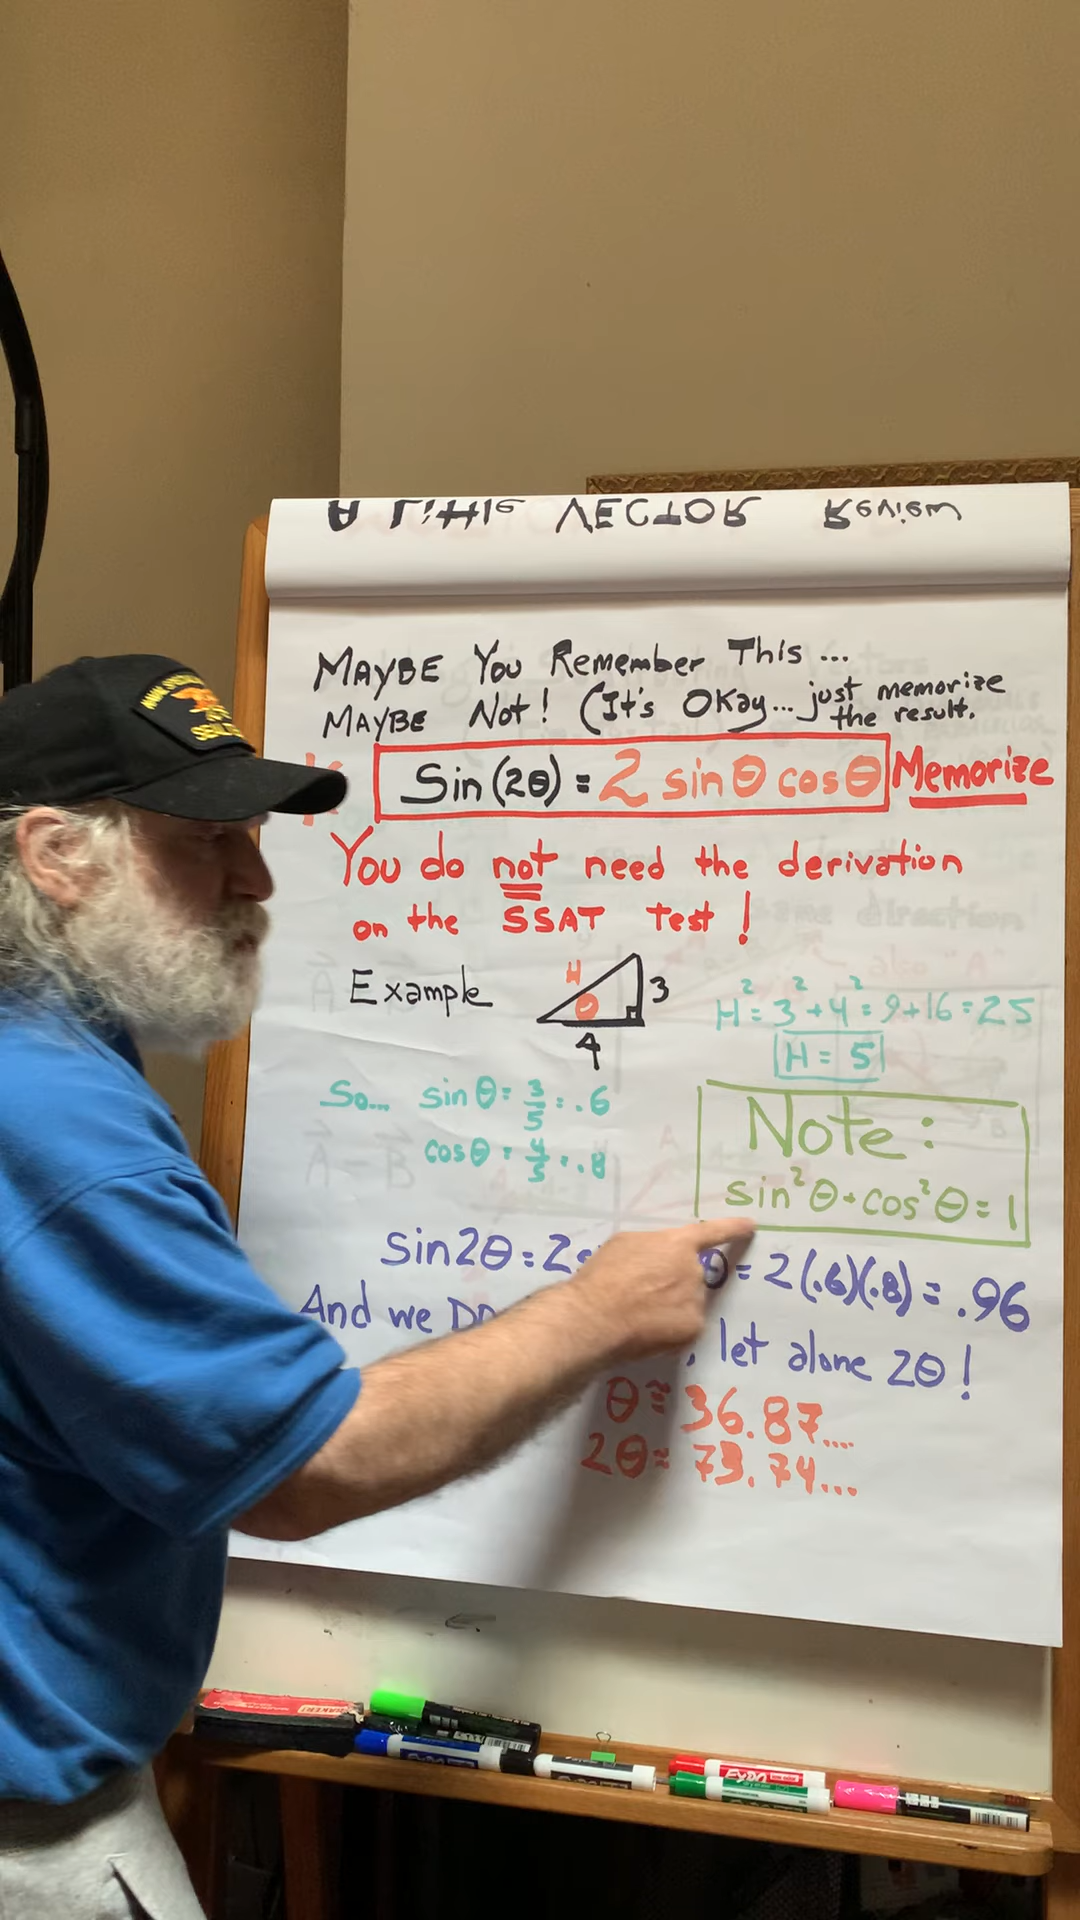 A Little VECTOR Review
MAYBE You Remember This ...
MAYBE Not! (It's Okay... just memorize
the result.
Sin(2θ) = 2 sinθ cosθ Memorize
You do not need the derivation
on the SSAT test!
Example
H
θ
3
4
H² = 3² + 4² = 9 + 16 = 25
H = 5
So... sinθ = 3/5 = .6
cosθ = 4/5 = .8
Note:
sin²θ + cos²θ = 1
sin2θ = 2 = 2(.6)(.8) = .96
And we let alone 2θ!
θ ≈ 36.87....
2θ ≈ 73.74...